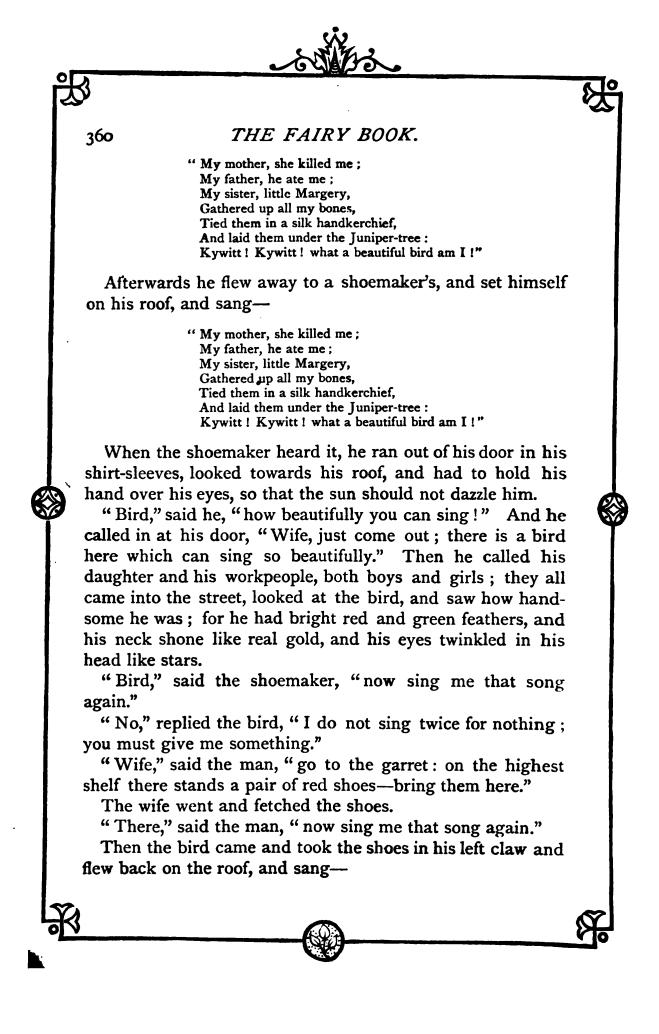 360 THE FAIRY BOOK.
“ My mother, she killed me ;
My father, he ate me ;
My sister, little Margery,
Gathered up all my bones,
Tied them in a silk handkerchief,
And laid them under the Juniper-tree :
Kywitt ! Kywitt ! what a beautiful bird am I !”
Afterwards he flew away to a shoemaker’s, and set himself
on his roof, and sang—
“ My mother, she killed me ;
My father, he ate me ;
My sister, little Margery,
Gathered up all my bones,
Tied them in a silk handkerchief,
And laid them under the Juniper-tree :
Kywitt ! Kywitt ! what a beautiful bird am I ! ”
When the shoemaker heard it, he ran out of his door in his
shirt-sleeves, looked towards his roof, and had to hold his
hand over his eyes, so that the sun should not dazzle him.
“ Bird,” said he, “ how beautifully you can sing ! ” And he
called in at his door, “ Wife, just come out ; there is a bird
here which can sing so beautifully.” Then he called his
daughter and his workpeople, both boys and girls ; they all
came into the street, looked at the bird, and saw how hand-
some he was ; for he had bright red and green feathers, and
his neck shone like real gold, and his eyes twinkled in his
head like stars.
“ Bird,” said the shoemaker, “ now sing me that song
again.”
“ No,” replied the bird, “ I do not sing twice for nothing ;
you must give me something.”
“ Wife,” said the man, “ go to the garret : on the highest
shelf there stands a pair of red shoes—bring them here.”
The wife went and fetched the shoes.
“ There,” said the man, “ now sing me that song again.”
Then the bird came and took the shoes in his left claw and
flew back on the roof, and sang—